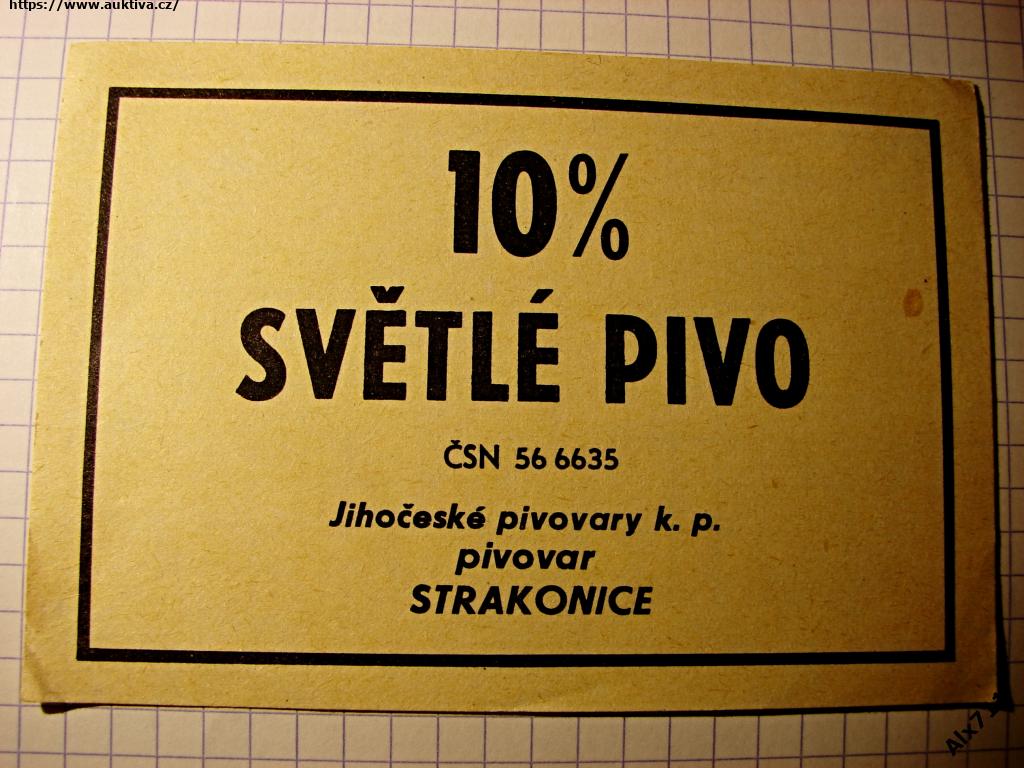 https://www.auktiva.cz/
10%
SVĚTLÉ PIVO
ČSN 56 6635
Jihočeské pivovary k. p.
pivovar
STRAKONICE